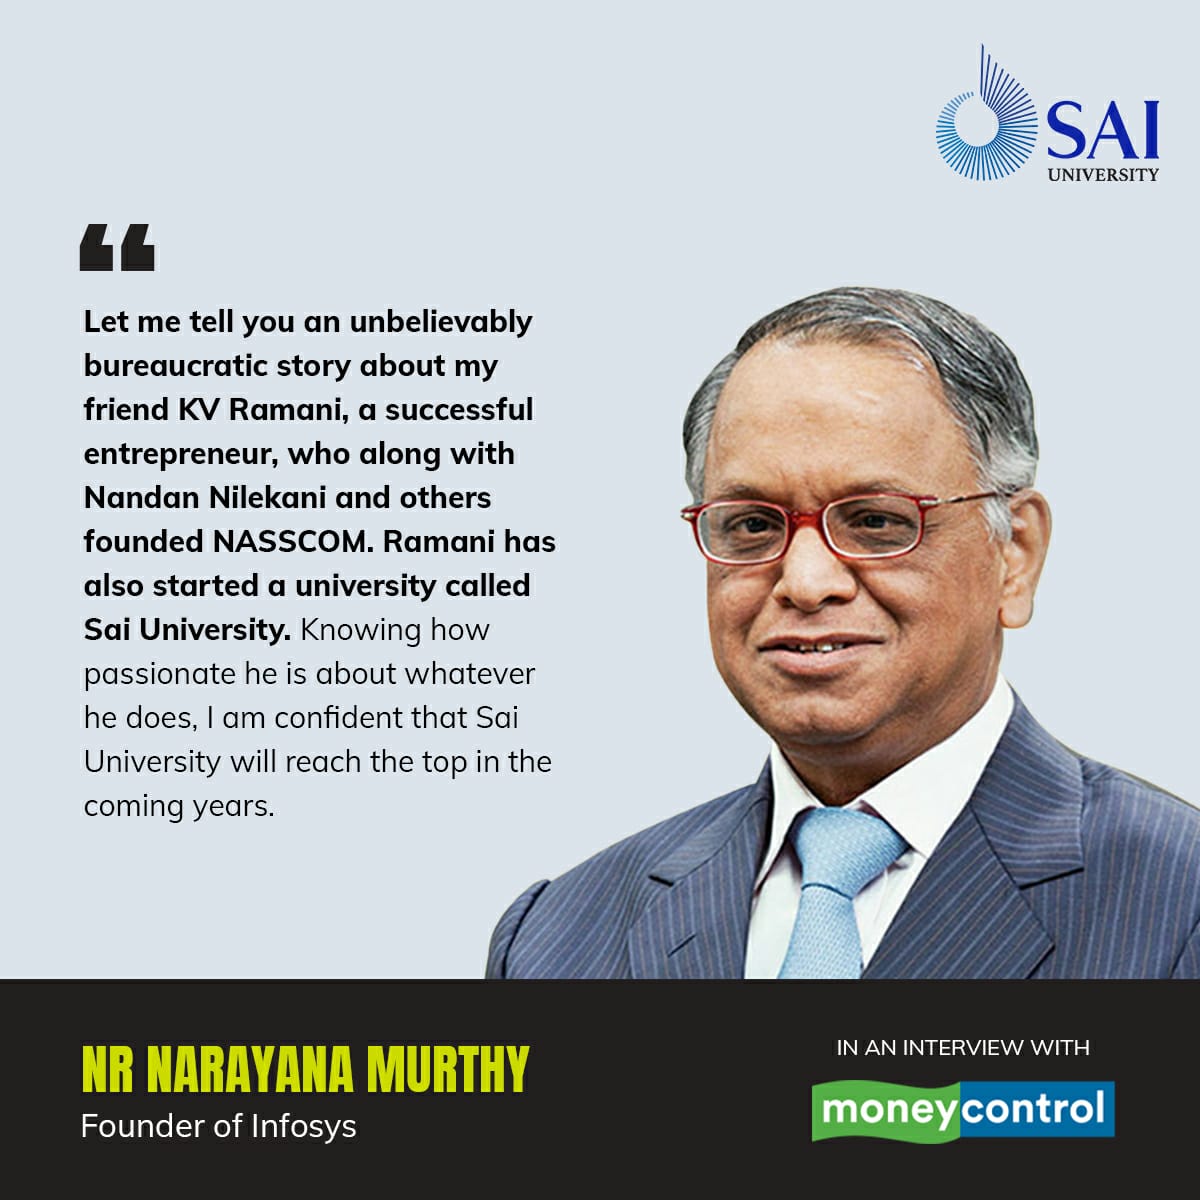 SAI
UNIVERSITY
“
Let me tell you an unbelievably
bureaucratic story about my
friend KV Ramani, a successful
entrepreneur, who along with
Nandan Nilekani and others
founded NASSCOM. Ramani has
also started a university called
Sai University. Knowing how
passionate he is about whatever
he does, I am confident that Sai
University will reach the top in the
coming years.
NR NARAYANA MURTHY
Founder of Infosys
IN AN INTERVIEW WITH
moneycontrol